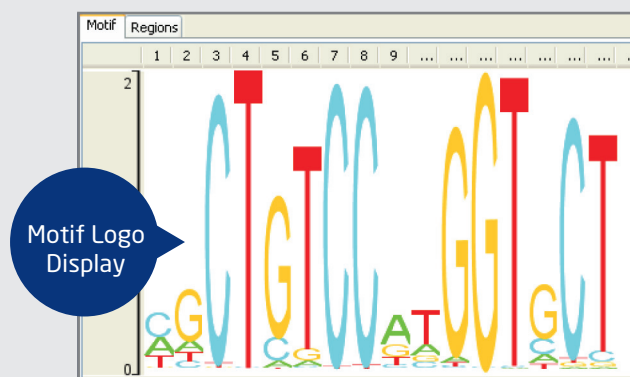 Motif Regions
1 2 3 4 5 6 7 8 9 ... ... ... ... ... ... ... 
2
C G C T G T C C A T G G T G C T
A A C G G A C C
T T
0
Motif Logo
Display